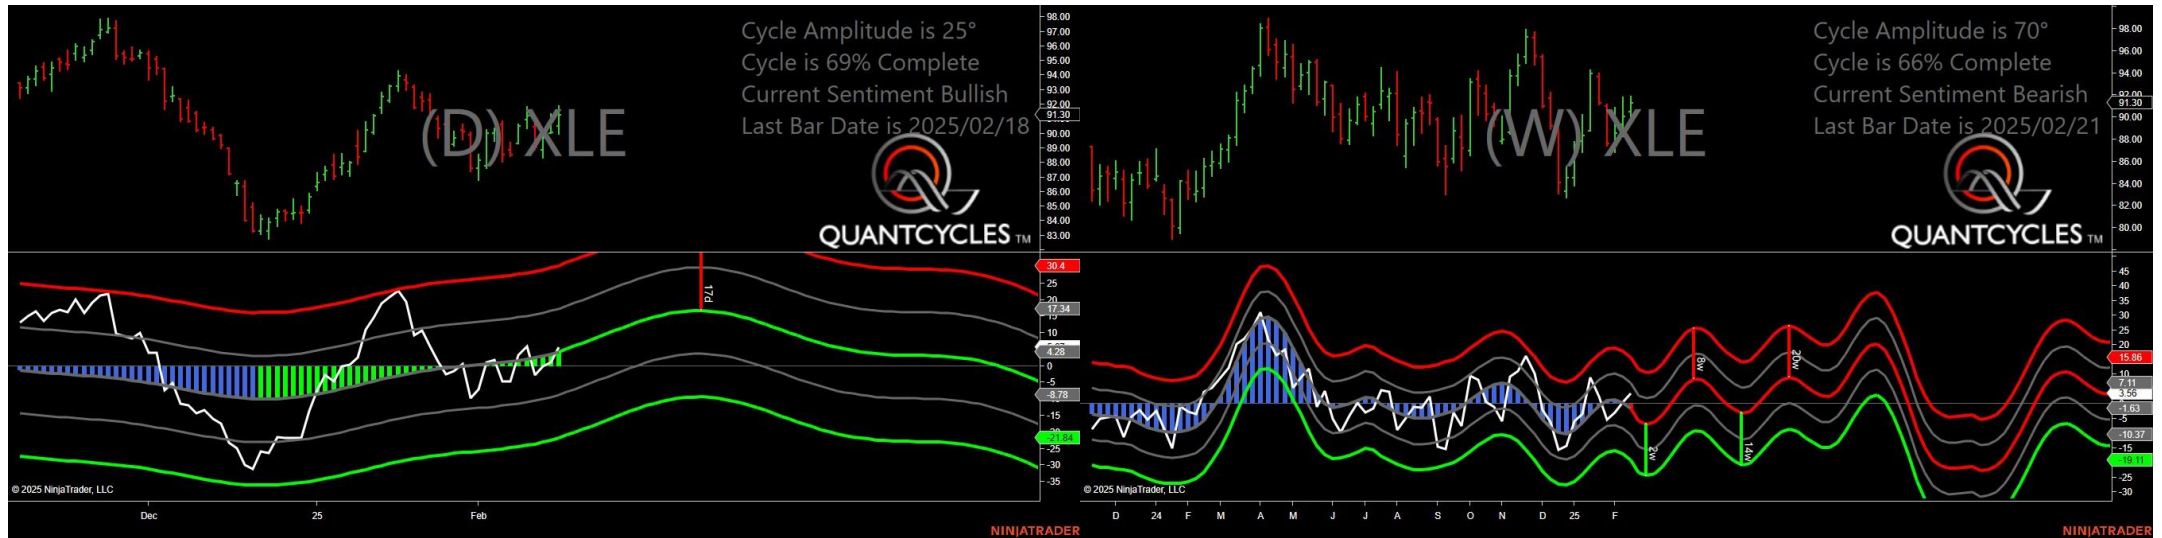 Cycle Amplitude is 25°
Cycle is 69% Complete
Current Sentiment Bullish
Last Bar Date is 2025/02/18
(D) XLE
QUANTCYCLES TM
98.00
97.00
96.00
95.00
94.00
93.00
92.00
91.30
90.00
89.00
88.00
87.00
86.00
85.00
84.00
83.00
17d
30.4
25
20
17.34
15
10
4.28
0
-5
-8.78
-15
-21.84
-25
-30
-35
© 2025 NinjaTrader, LLC
Dec
25
Feb
NINJATRADER
Cycle Amplitude is 70°
Cycle is 66% Complete
Current Sentiment Bearish
Last Bar Date is 2025/02/21
(W) XLE
QUANTCYCLES TM
98.00
96.00
94.00
92.00
91.30
90.00
88.00
86.00
84.00
82.00
80.00
8w
20w
2w
14w
45
40
35
30
25
20
15.86
10
7.11
3.56
-1.63
-5
-10.37
-15
-19.11
-25
-30
© 2025 NinjaTrader, LLC
D
24
F
M
A
M
J
J
A
S
O
N
D
25
F
NINJATRADER